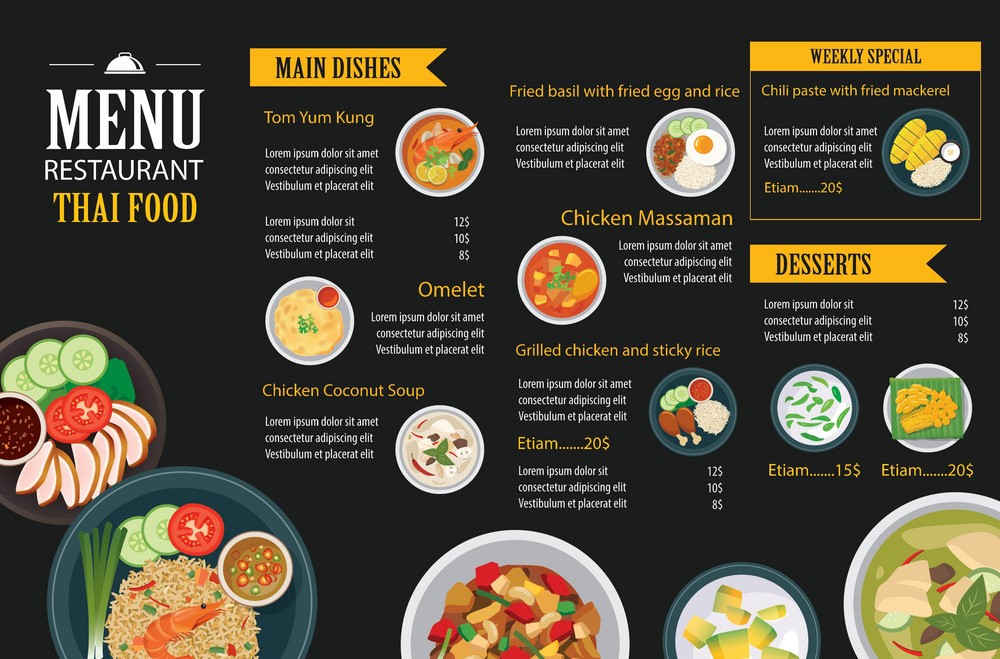 MENU
RESTAURANT
THAI FOOD
MAIN DISHES
Tom Yum Kung
Lorem ipsum dolor sit amet
consectetur adipiscing elit
Vestibulum et placerat elit
Lorem ipsum dolor sit 12$
consectetur adipiscing elit 10$
Vestibulum et placerat elit 8$
Omelet
Lorem ipsum dolor sit amet
consectetur adipiscing elit
Vestibulum et placerat elit
Chicken Coconut Soup
Lorem ipsum dolor sit amet
consectetur adipiscing elit
Vestibulum et placerat elit
Fried basil with fried egg and rice
Lorem ipsum dolor sit amet
consectetur adipiscing elit
Vestibulum et placerat elit
Chicken Massaman
Lorem ipsum dolor sit amet
consectetur adipiscing elit
Vestibulum et placerat elit
Grilled chicken and sticky rice
Lorem ipsum dolor sit amet
consectetur adipiscing elit
Vestibulum et placerat elit
Etiam.......20$
Lorem ipsum dolor sit 12$
consectetur adipiscing elit 10$
Vestibulum et placerat elit 8$
WEEKLY SPECIAL
Chili paste with fried mackerel
Lorem ipsum dolor sit amet
consectetur adipiscing elit
Vestibulum et placerat elit
Etiam.......20$
DESSERTS
Lorem ipsum dolor sit 12$
consectetur adipiscing elit 10$
Vestibulum et placerat elit 8$
Etiam.......15$ Etiam.......20$